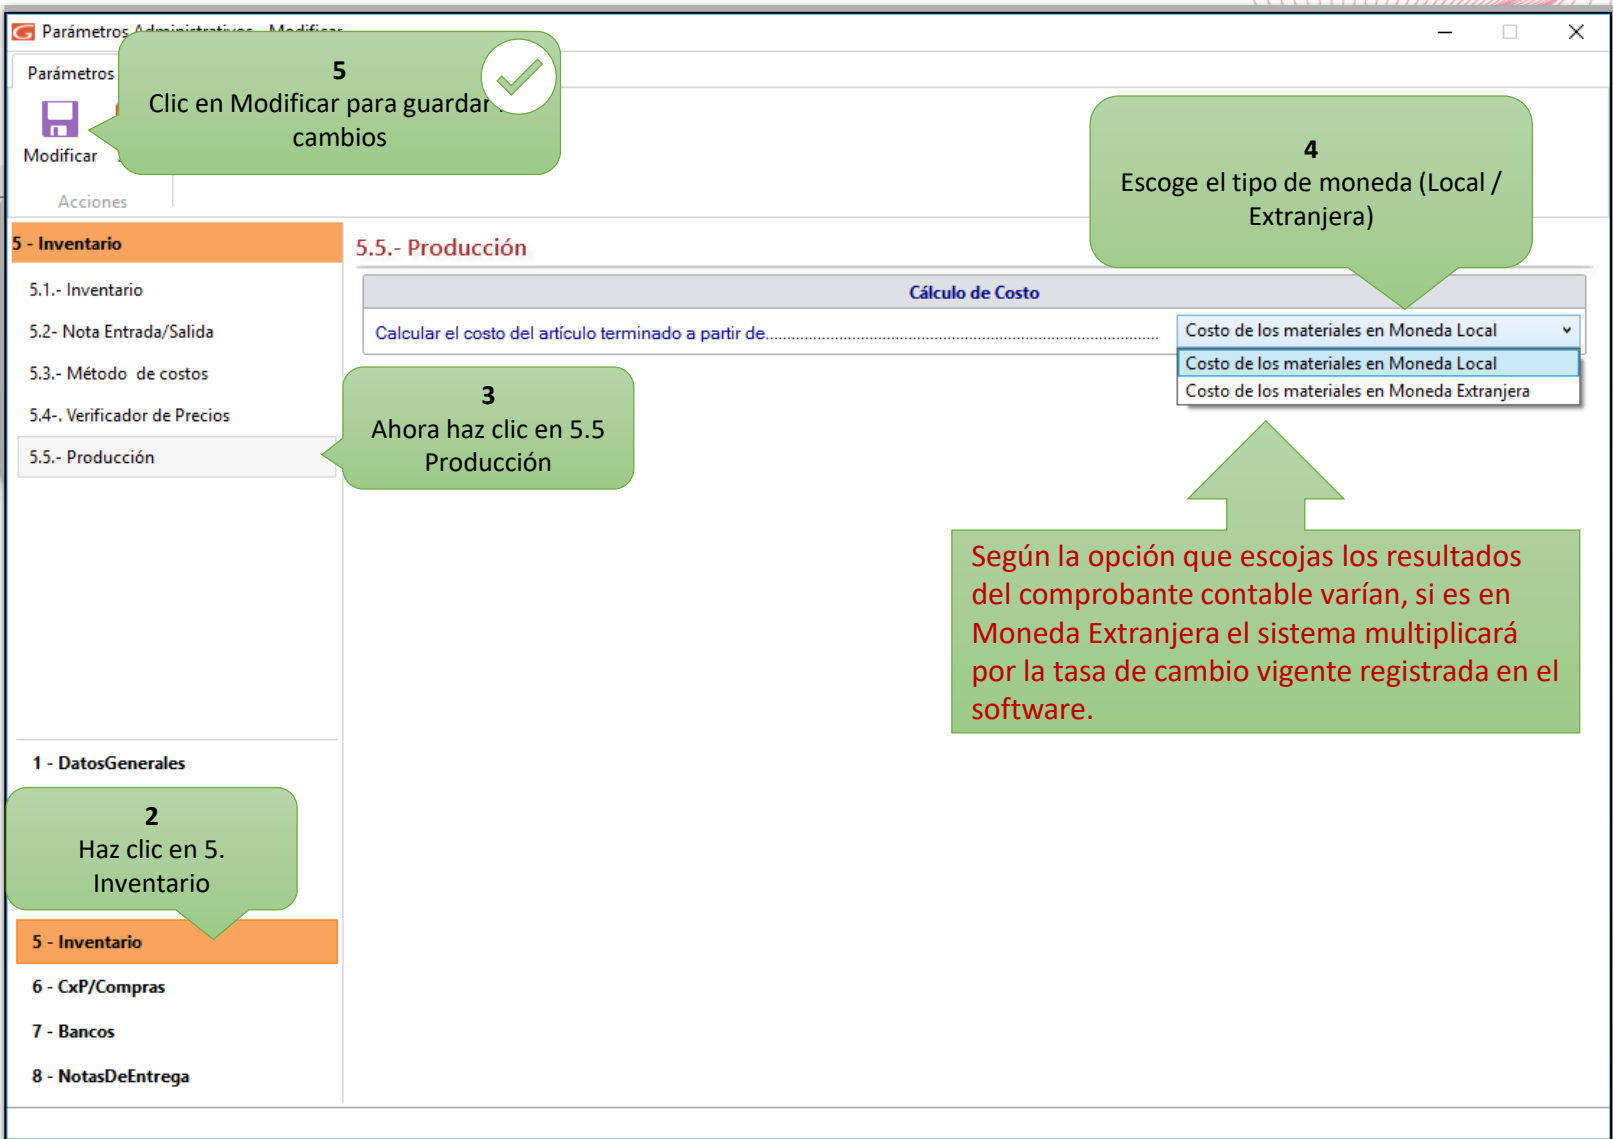 Parámetros Administrativos - Modificar
Parámetros
5
Clic en Modificar para guardar
cambios
Modificar
Acciones
4
Escoge el tipo de moneda (Local /
Extranjera)
5 - Inventario
5.1.- Inventario
5.2- Nota Entrada/Salida
5.3.- Método de costos
5.4-. Verificador de Precios
5.5.- Producción
5.5.- Producción
Cálculo de Costo
Calcular el costo del artículo terminado a partir de.....................................................................................................
Costo de los materiales en Moneda Local
Costo de los materiales en Moneda Local
Costo de los materiales en Moneda Extranjera
3
Ahora haz clic en 5.5
Producción
Según la opción que escojas los resultados
del comprobante contable varían, si es en
Moneda Extranjera el sistema multiplicará
por la tasa de cambio vigente registrada en el
software.
1 - DatosGenerales
2
Haz clic en 5.
Inventario
5 - Inventario
6 - CxP/Compras
7 - Bancos
8 - NotasDeEntrega